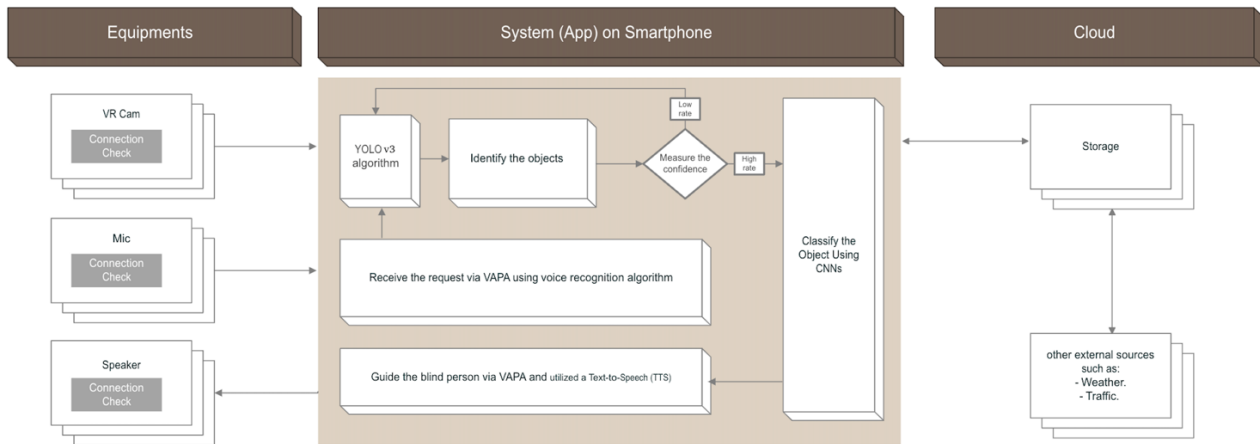 Equipments
System (App) on Smartphone
Cloud
VR Cam
Connection
Check
Mic
Connection
Check
Speaker
Connection
Check
Low
rate
YOLO v3
algorithm
Identify the objects
Measure the
confidence
High
rate
Receive the request via VAPA using voice recognition algorithm
Guide the blind person via VAPA and utilized a Text-to-Speech (TTS)
Classify the
Object Using
CNNs
Storage
other external sources
such as:
- Weather.
- Traffic.